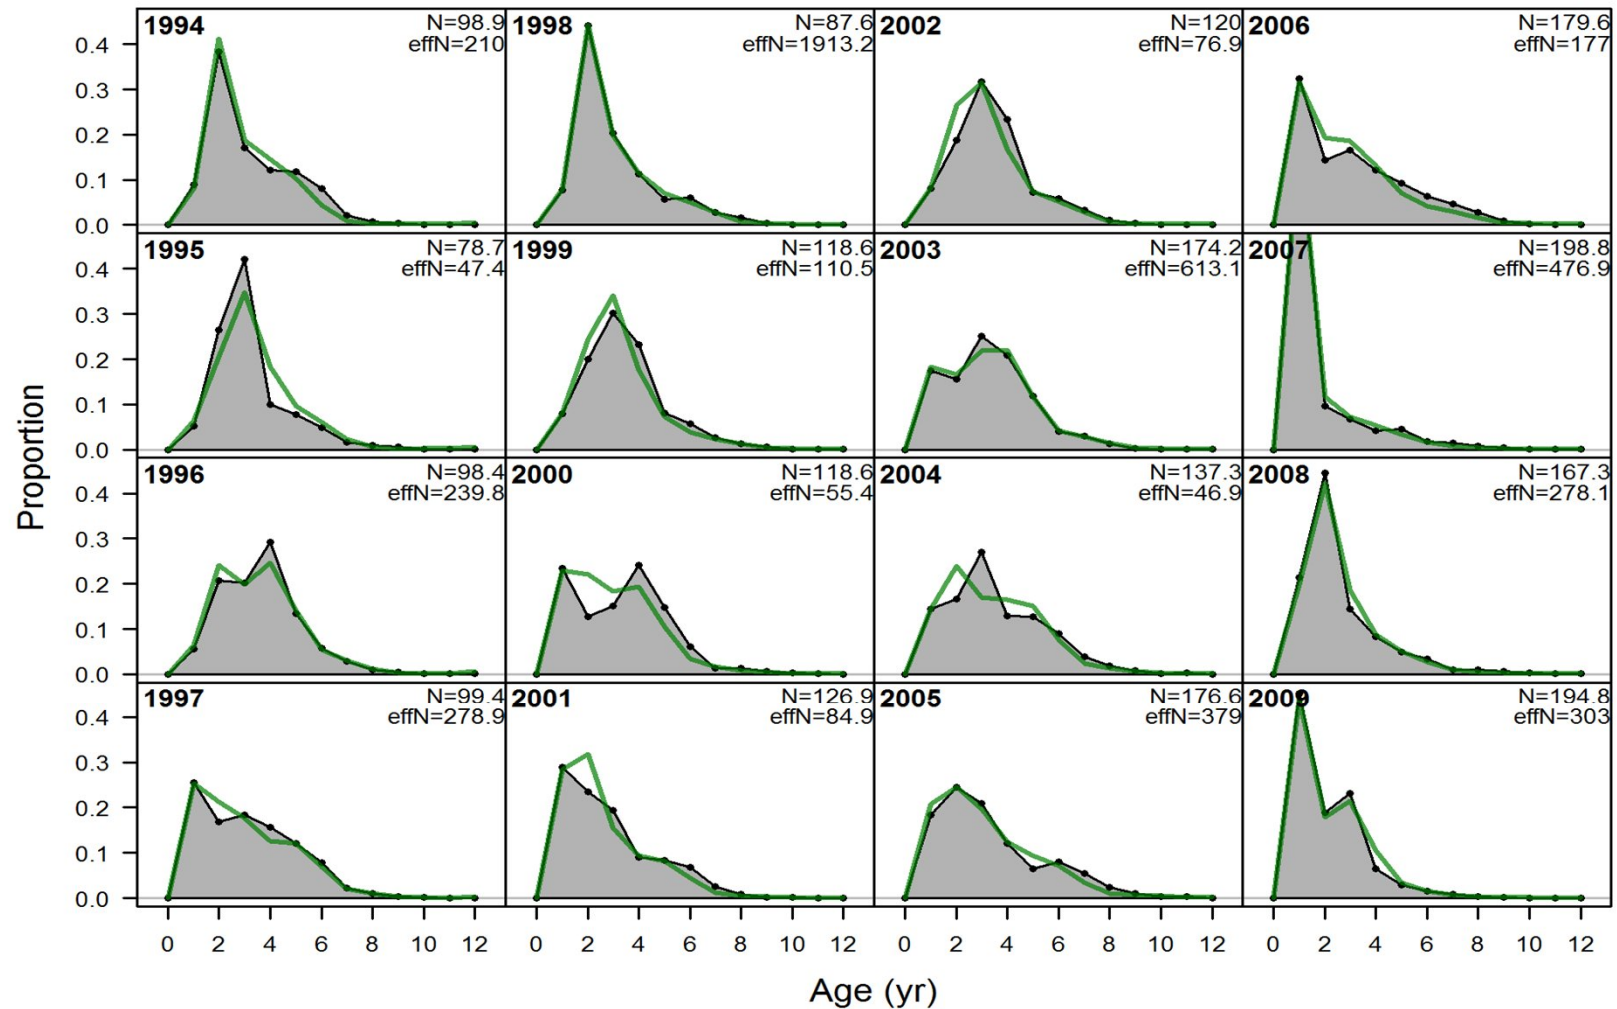 1994 N=98.9
effN=210
1998 N=87.6
effN=1913.2
2002 N=120
effN=76.9
2006 N=179.6
effN=177
0.4
0.3
0.2
0.1
0.0
1995 N=78.7
effN=47.4
1999 N=118.6
effN=110.5
2003 N=174.2
effN=613.1
2007 N=198.8
effN=476.9
0.4
0.3
0.2
0.1
0.0
1996 N=98.4
effN=239.8
2000 N=118.6
effN=55.4
2004 N=137.3
effN=46.9
2008 N=167.3
effN=278.1
0.4
0.3
0.2
0.1
0.0
1997 N=99.4
effN=278.9
2001 N=126.9
effN=84.9
2005 N=176.6
effN=379
2009 N=194.8
effN=303
0.4
0.3
0.2
0.1
0.0
0 2 4 6 8 10 12 0 2 4 6 8 10 12 0 2 4 6 8 10 12 0 2 4 6 8 10 12
Proportion
Age (yr)